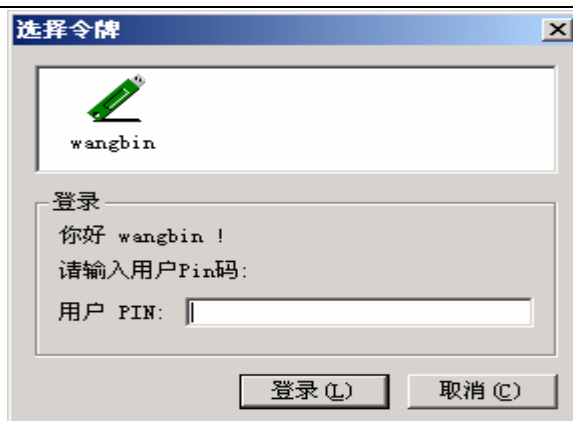 选择令牌
wangbin
登录
你好 wangbin !
请输入用户Pin码:
用户 PIN:
登录(L) 取消(C)